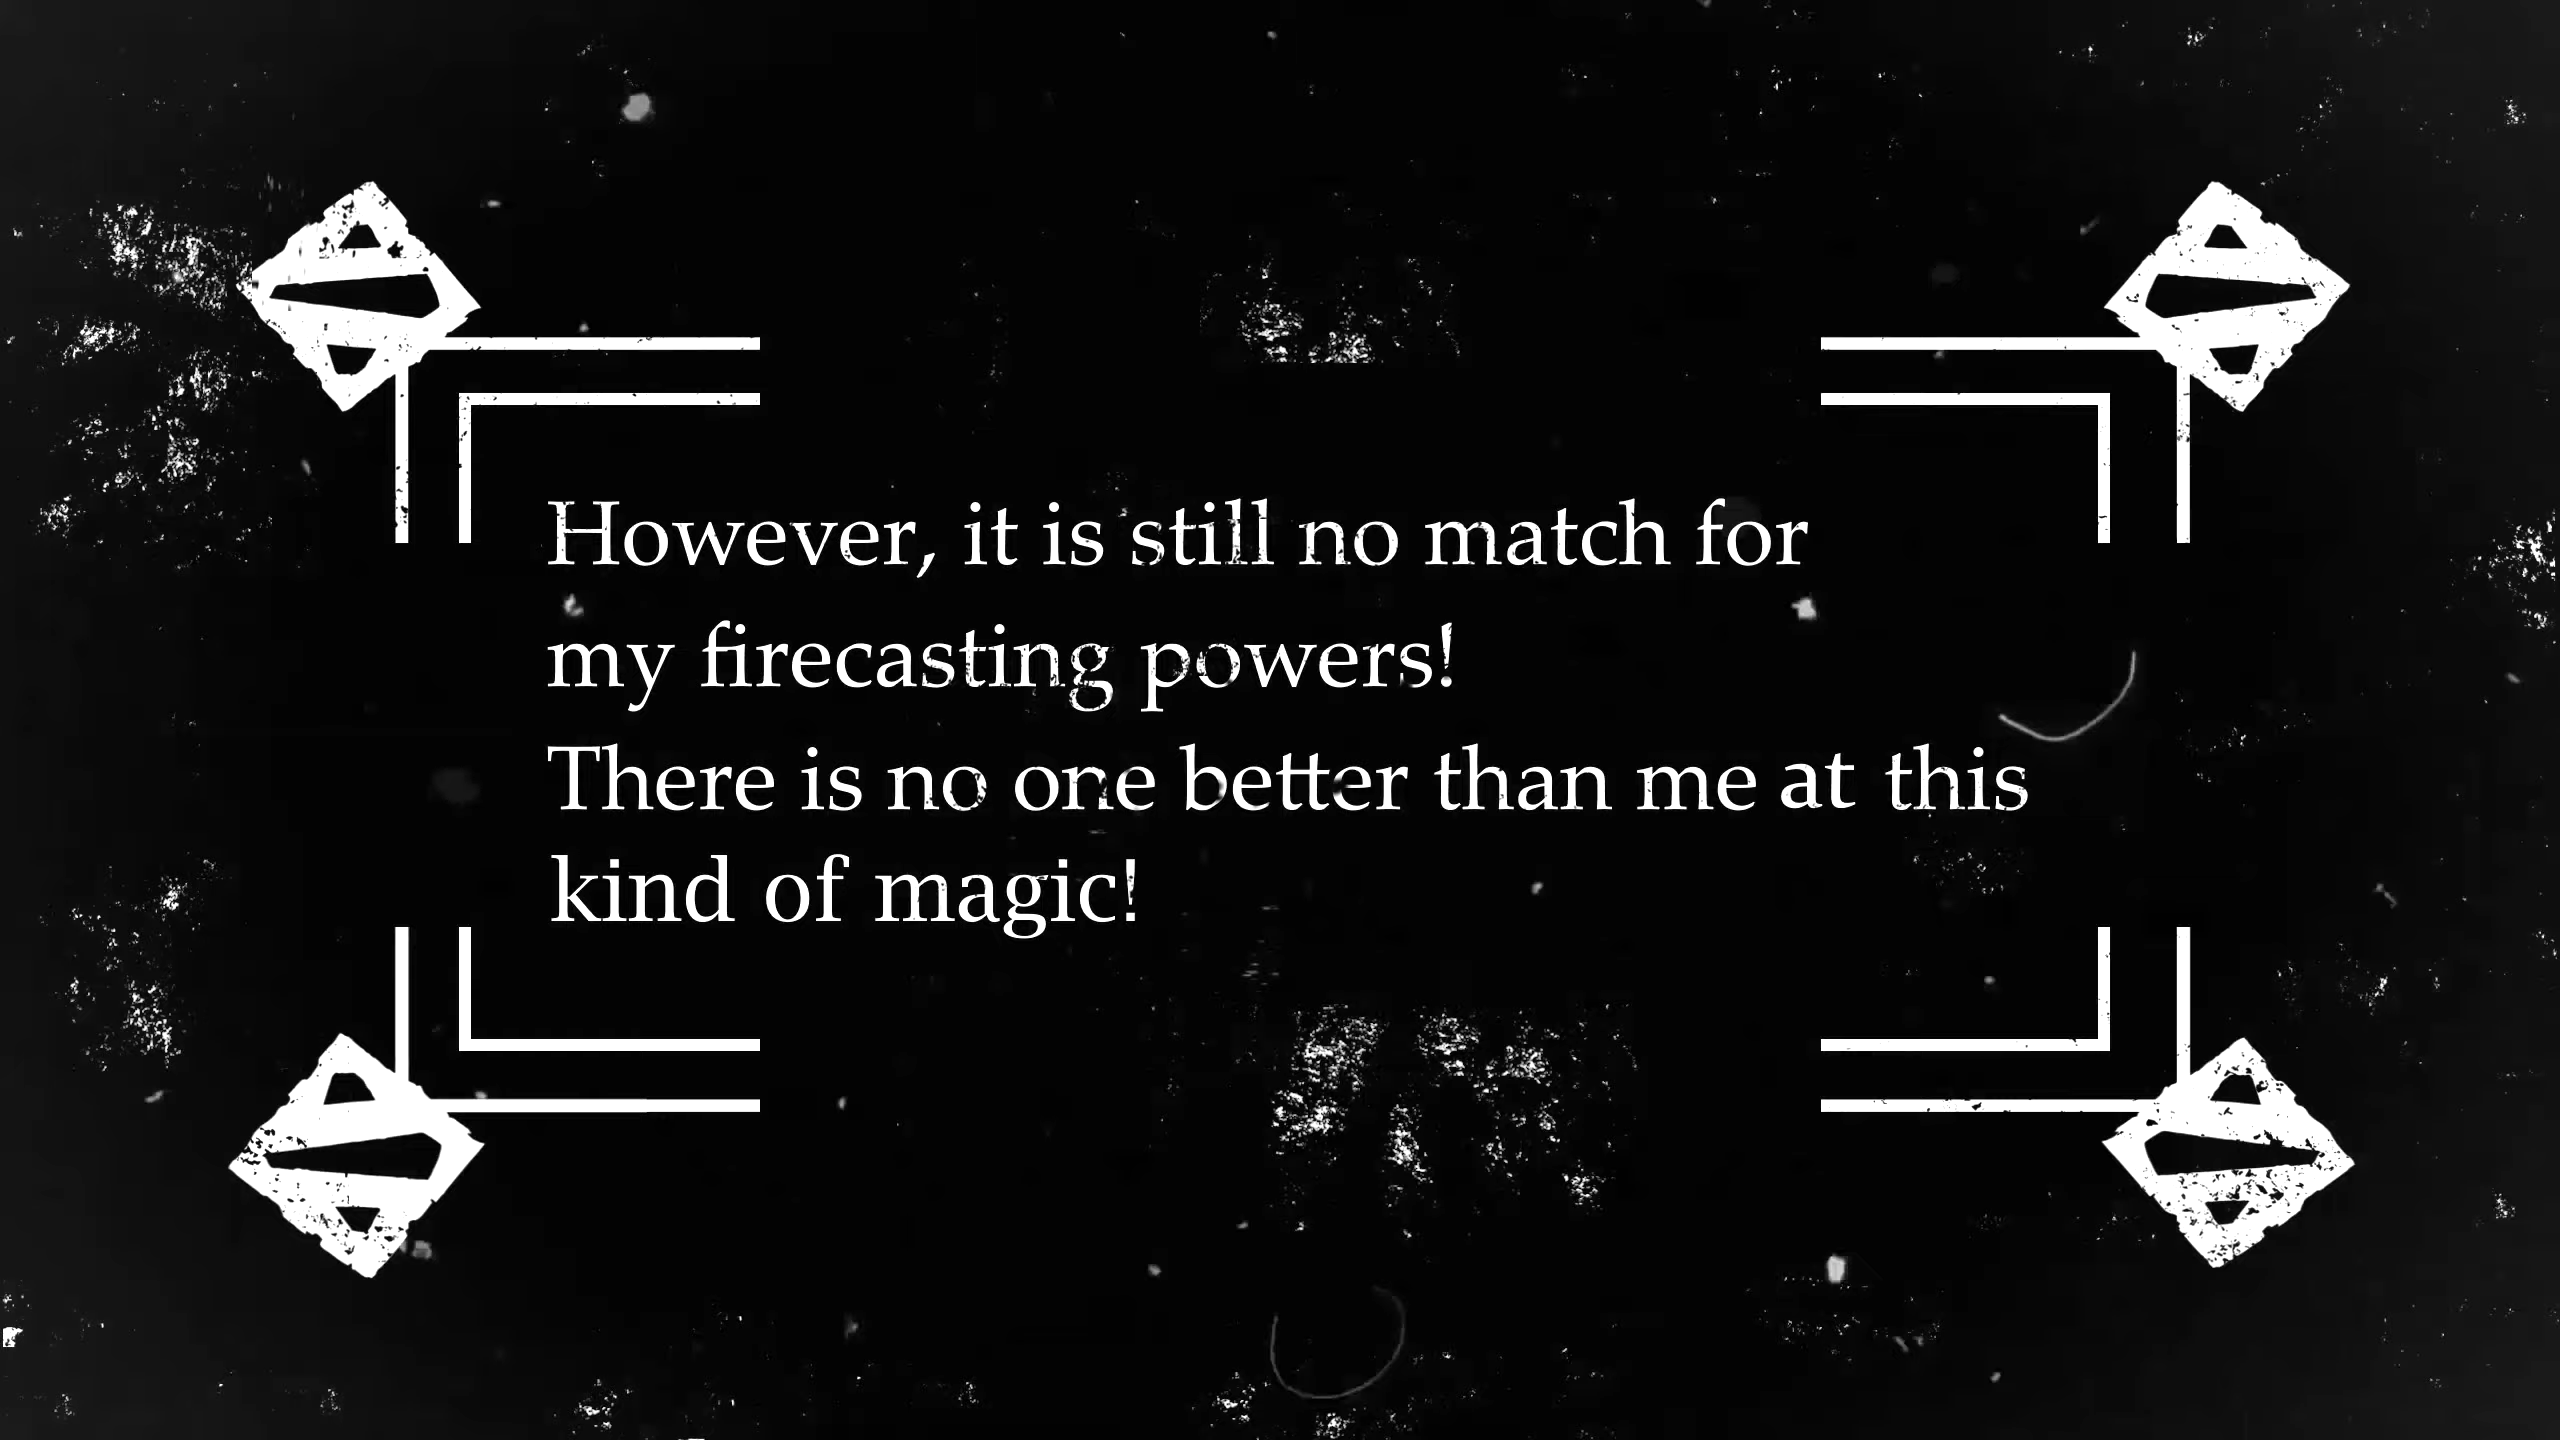 However, it is still no match for
my firecasting powers!
There is no one better than me at this
kind of magic!